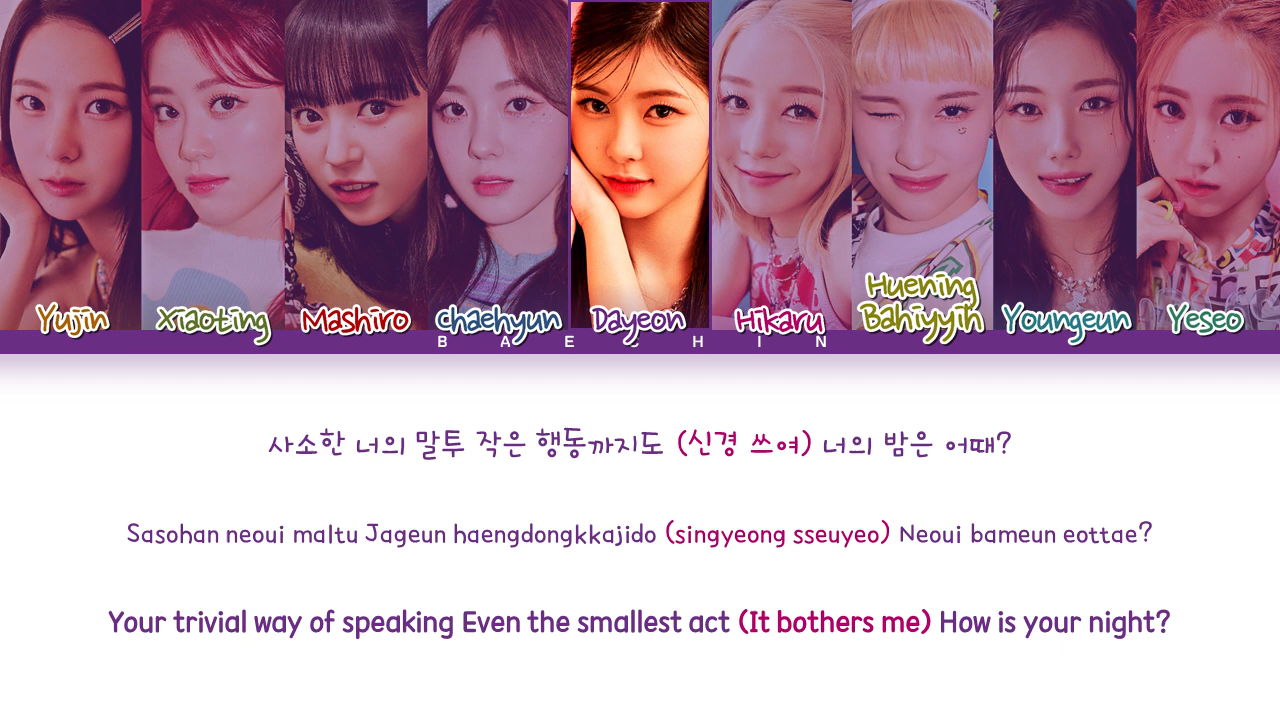 Yujin Xiaoting Mashiro Chaehyun Dayeon Hikaru Huening Bahiyyih Youngeun Yeseo
사소한 너의 말투 작은 행동까지도 (신경 쓰여) 너의 밤은 어때?
Sasohan neoui maltu Jageun haengdongkkajido (singyeong sseuyeo) Neoui bameun eottae?
Your trivial way of speaking Even the smallest act (It bothers me) How is your night?